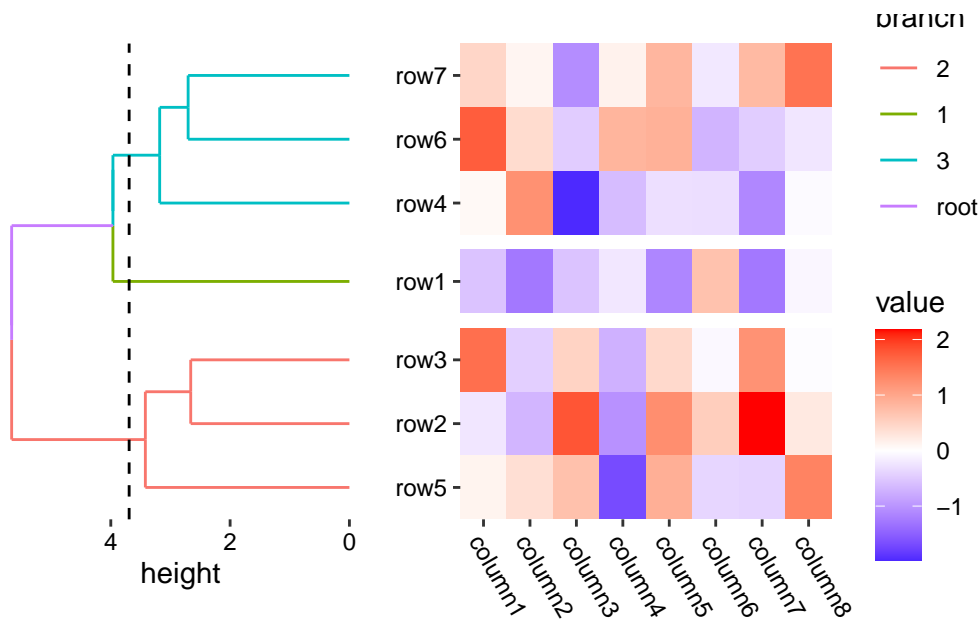 branch
2
1
3
root
row7
row6
row4
row1
row3
row2
row5
value
2
1
0
−1
4
2
0
height
column1
column2
column3
column4
column5
column6
column7
column8